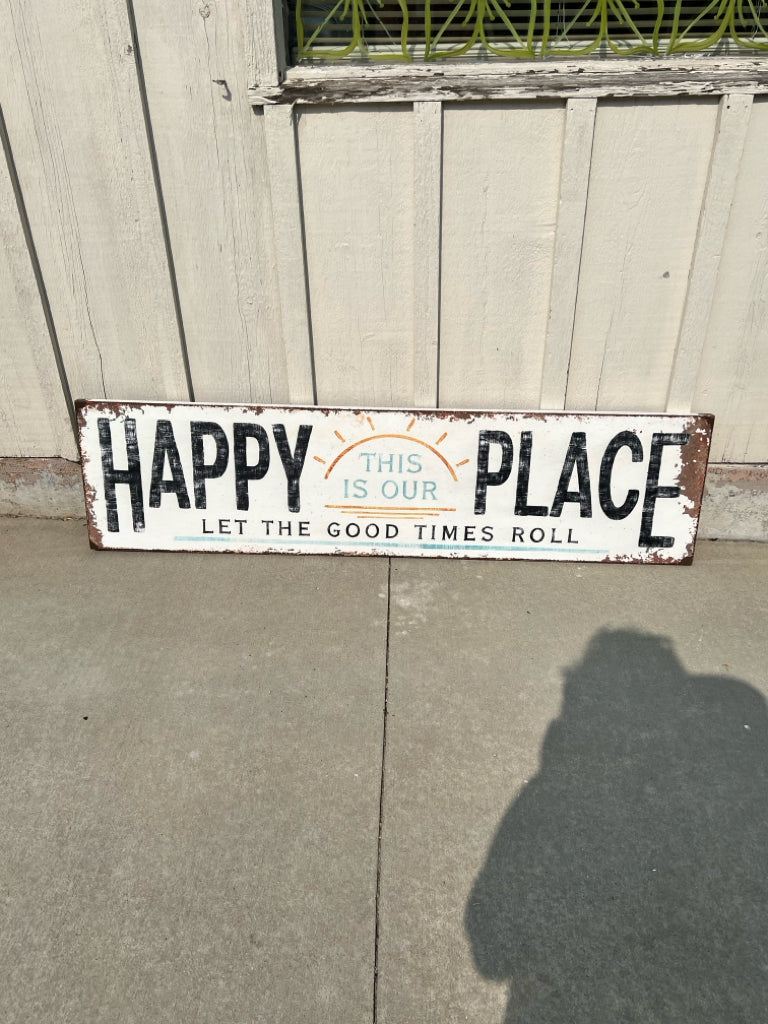 HAPPY THIS IS OUR PLACE
LET THE GOOD TIMES ROLL